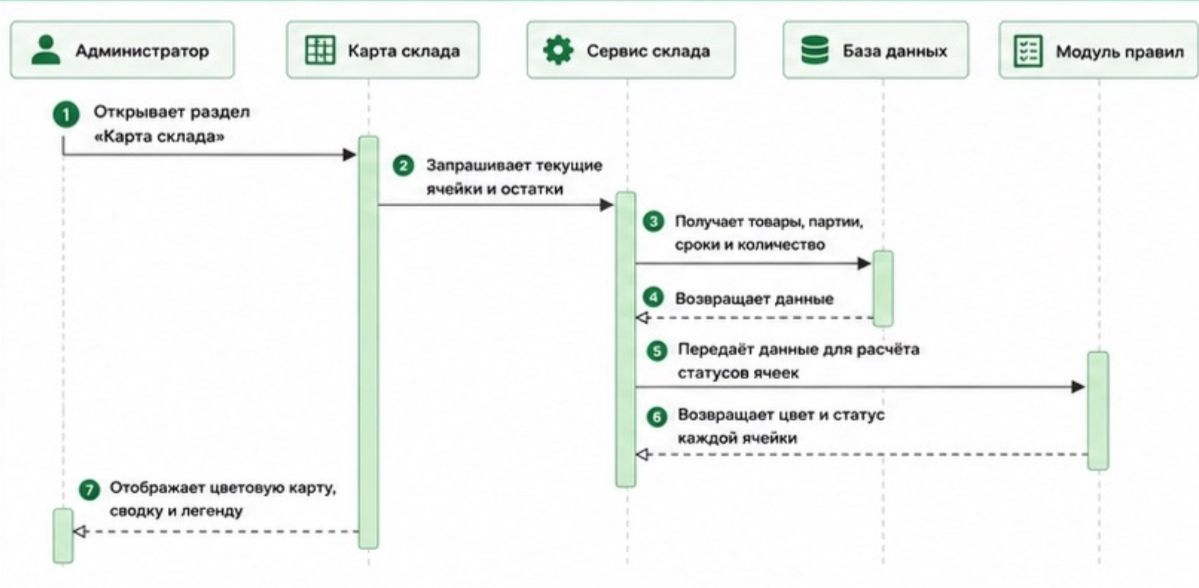 Администратор
Карта склада
Сервис склада
База данных
Модуль правил
1 Открывает раздел
«Карта склада»
2 Запрашивает текущие
ячейки и остатки
3 Получает товары, партии,
сроки и количество
4 Возвращает данные
5 Передаёт данные для расчёта
статусов ячеек
6 Возвращает цвет и статус
каждой ячейки
7 Отображает цветовую карту,
сводку и легенду